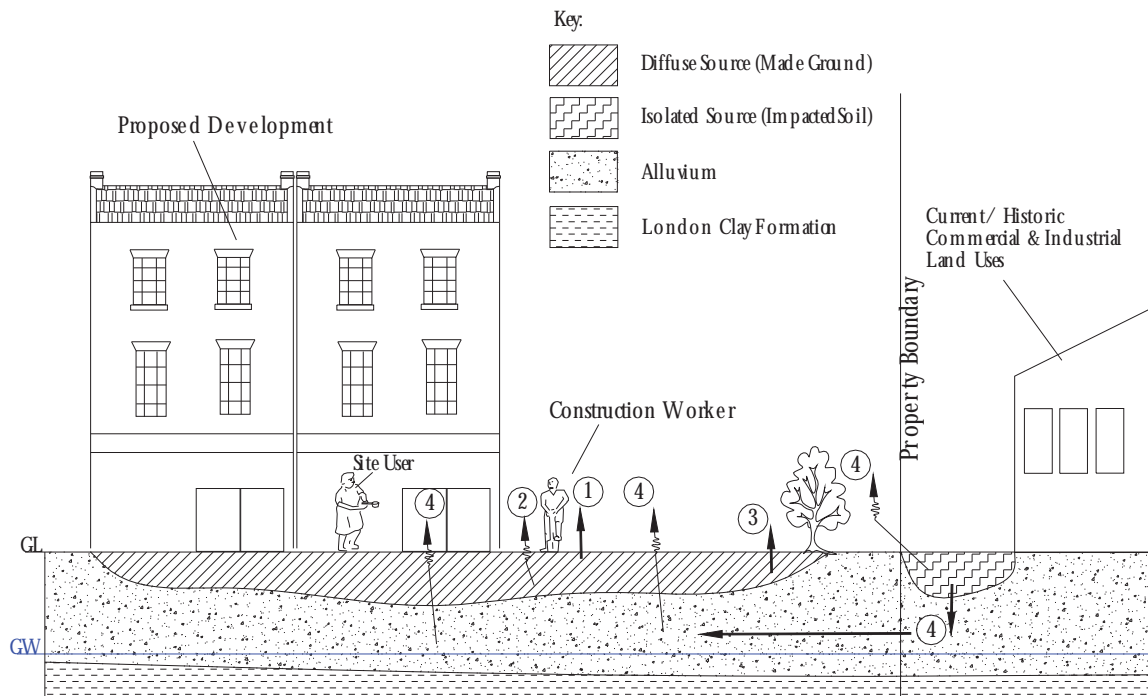 Key:
Diffuse Source (Made Ground)
Isolated Source (Impacted Soil)
Alluvium
London Clay Formation
Proposed Development
Current / Historic
Commercial & Industrial
Land Uses
Property Boundary
Construction Worker
Site User
4
4
2
1
4
3
GL
4
GW